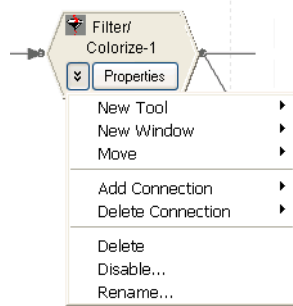 Filter/
Colorize-1
Properties
New Tool
New Window
Move
Add Connection
Delete Connection
Delete
Disable...
Rename...